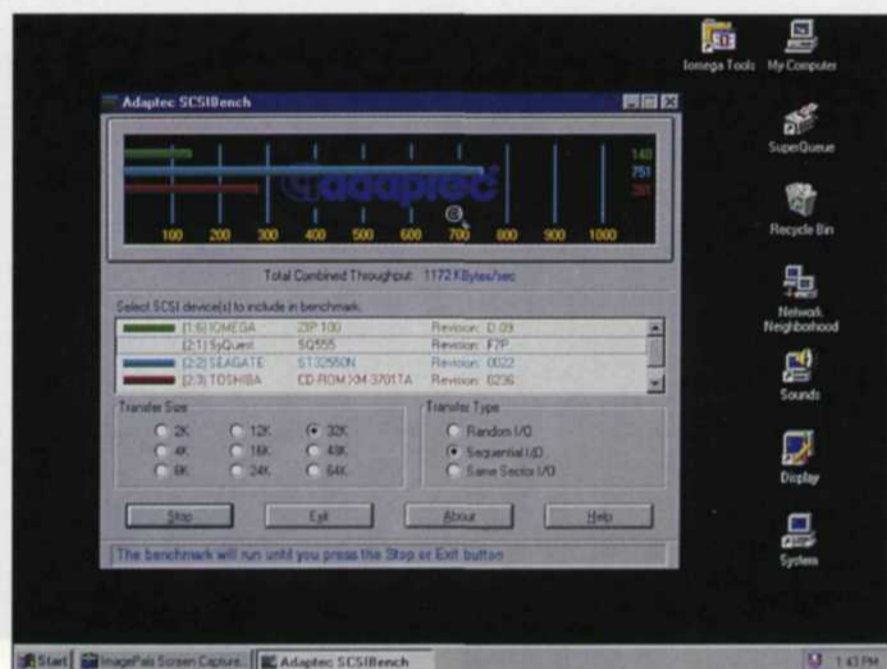 Iomega Tools
My Computer
Adaptec SCSIBench
SuperQueue
140
751
adaptec
100 200 300 400 500 600 700 800 900 1000
Recycle Bin
Total Combined Throughput: 1172 KBytes/sec
Network Neighborhood
Select SCSI device(s) to include in benchmark:
[1:6] IOMEGA ZIP 100 Revision: D.09
[2:1] SyQuest SQ555 Revision: F7P
[2:2] SEAGATE ST32550N Revision: 0022
[2:3] TOSHIBA CD-ROM XM-3701TA Revision: 0236
Sounds
Transfer Size
Transfer Type
2K 12K 32K
Random I/O
4K 16K 48K
Sequential I/O
8K 24K 64K
Same Sector I/O
Display
Stop Exit About Help
The benchmark will run until you press the Stop or Exit button
System
Start ImagePals Screen Capture... Adaptec SCSIBench 1:43 PM